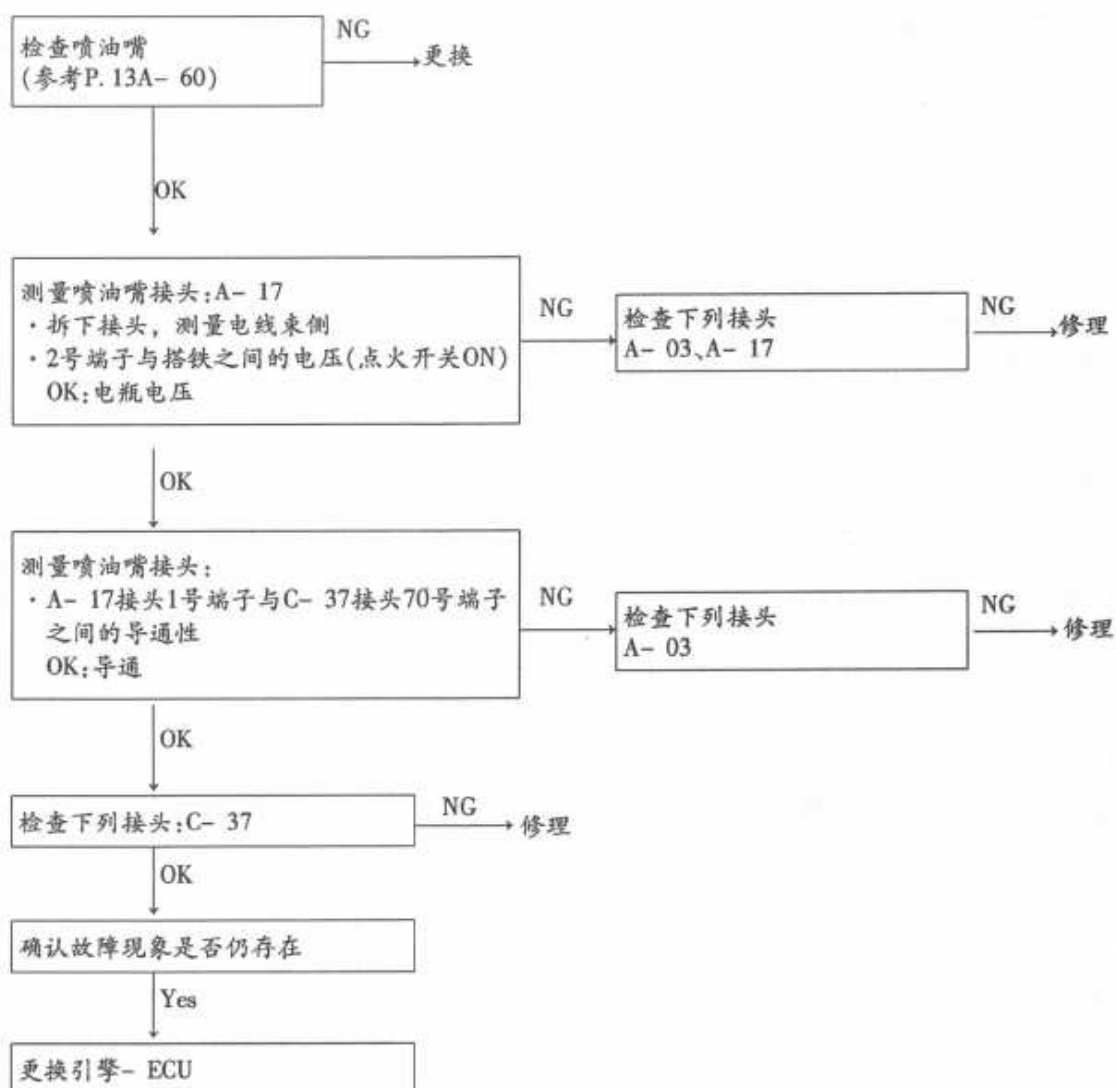 检查喷油嘴
(参考P.13A- 60)
NG
更换
OK
测量喷油嘴接头:A- 17
·拆下接头，测量电线束侧
·2号端子与搭铁之间的电压(点火开关ON)
OK:电瓶电压
NG
检查下列接头
A- 03、A- 17
NG
修理
OK
测量喷油嘴接头:
·A- 17接头1号端子与C- 37接头70号端子
之间的导通性
OK:导通
NG
检查下列接头
A- 03
NG
修理
OK
检查下列接头:C- 37
NG
修理
OK
确认故障现象是否仍存在
Yes
更换引擎- ECU